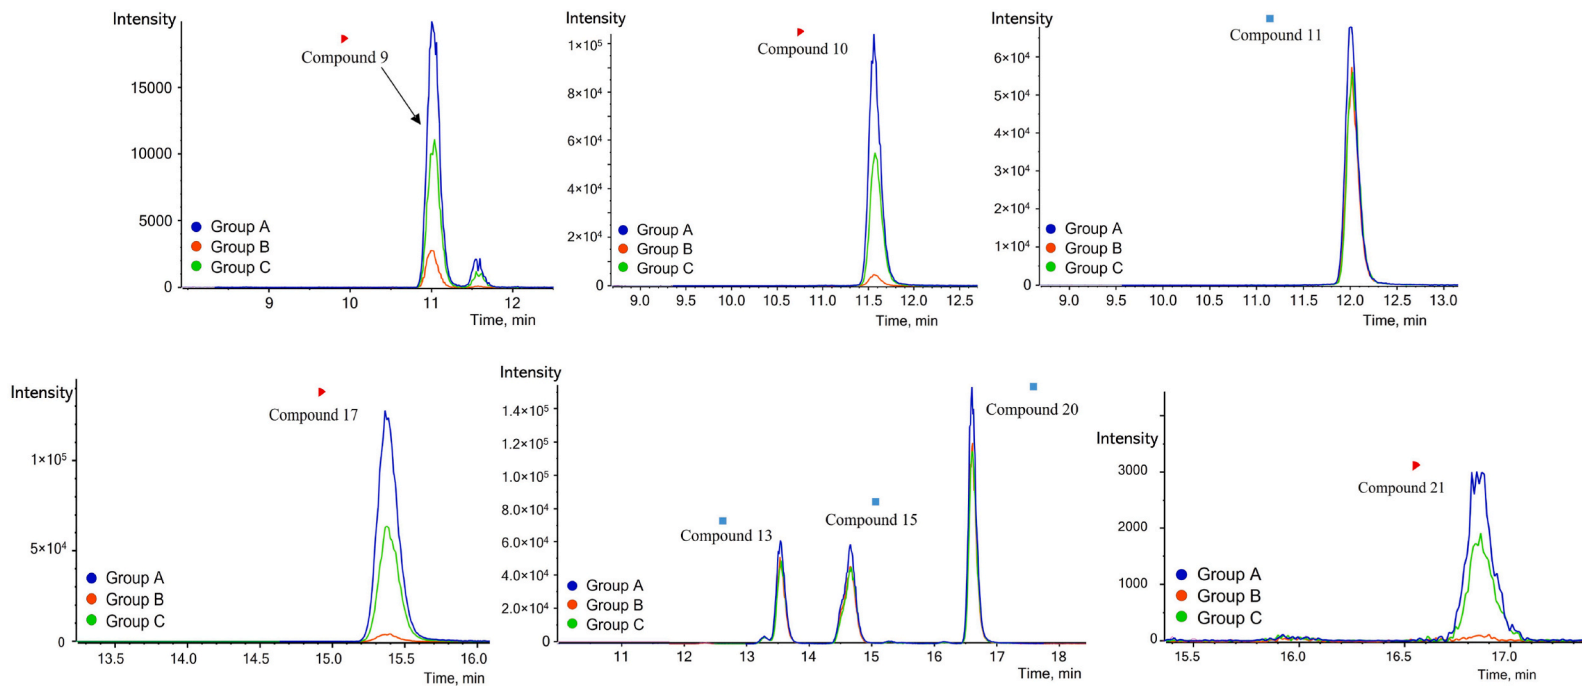 Intensity
Compound 9
15000
10000
5000
0
Group A
Group B
Group C
9
10
11
12
Time, min
Intensity
Compound 10
1×10⁵
8×10⁴
6×10⁴
4×10⁴
2×10⁴
0
Group A
Group B
Group C
9.0
9.5
10.0
10.5
11.0
11.5
12.0
12.5
Time, min
Intensity
Compound 11
6×10⁴
5×10⁴
4×10⁴
3×10⁴
2×10⁴
1×10⁴
0
Group A
Group B
Group C
9.0
9.5
10.0
10.5
11.0
11.5
12.0
12.5
13.0
Time, min
Intensity
Compound 17
1×10⁵
5×10⁴
0
Group A
Group B
Group C
13.5
14.0
14.5
15.0
15.5
16.0
Time, min
Intensity
Compound 20
Compound 15
Compound 13
1.4×10⁵
1.2×10⁵
1.0×10⁵
8.0×10⁴
6.0×10⁴
4.0×10⁴
2.0×10⁴
0
Group A
Group B
Group C
11
12
13
14
15
16
17
18
Time, min
Intensity
Compound 21
3000
2000
1000
0
Group A
Group B
Group C
15.5
16.0
16.5
17.0
Time, min